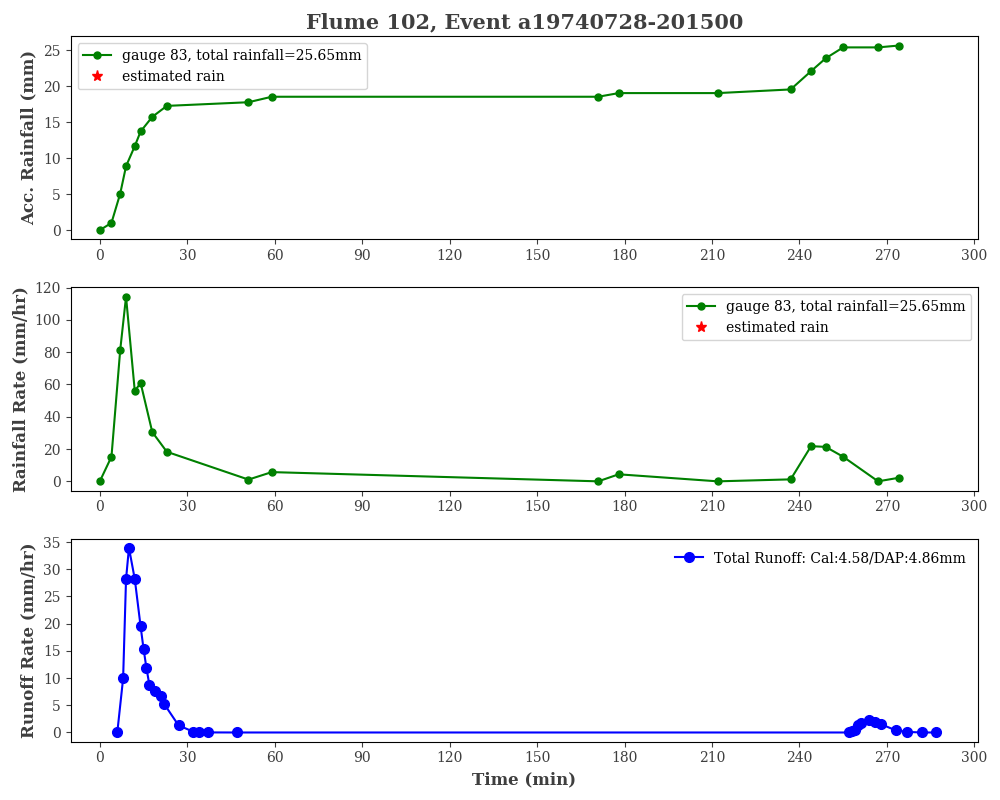 Flume 102, Event a19740728-201500
Acc. Rainfall (mm)
25
20
15
10
5
0
gauge 83, total rainfall=25.65mm
estimated rain
0 30 60 90 120 150 180 210 240 270 300
Rainfall Rate (mm/hr)
120
100
80
60
40
20
0
gauge 83, total rainfall=25.65mm
estimated rain
0 30 60 90 120 150 180 210 240 270 300
Runoff Rate (mm/hr)
35
30
25
20
15
10
5
0
Total Runoff: Cal:4.58/DAP:4.86mm
0 30 60 90 120 150 180 210 240 270 300
Time (min)